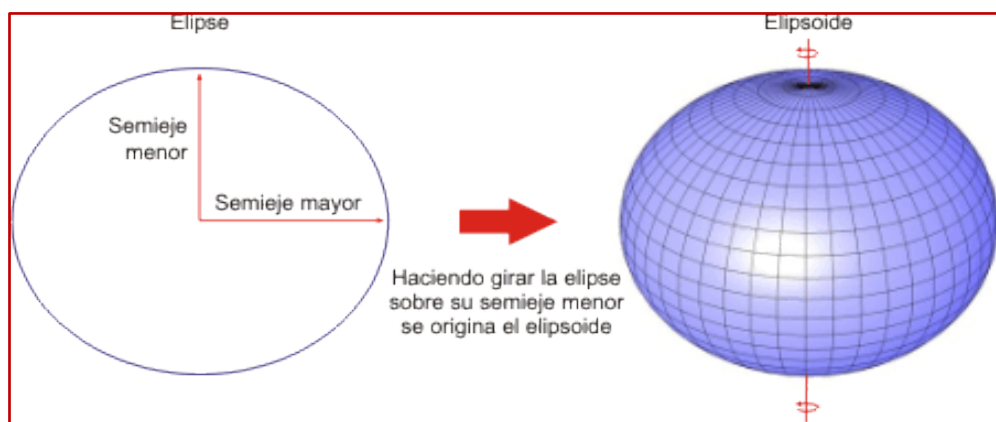 Elipse
Semieje
menor
Semieje mayor
Haciendo girar la elipse
sobre su semieje menor
se origina el elipsoide
Elipsoide